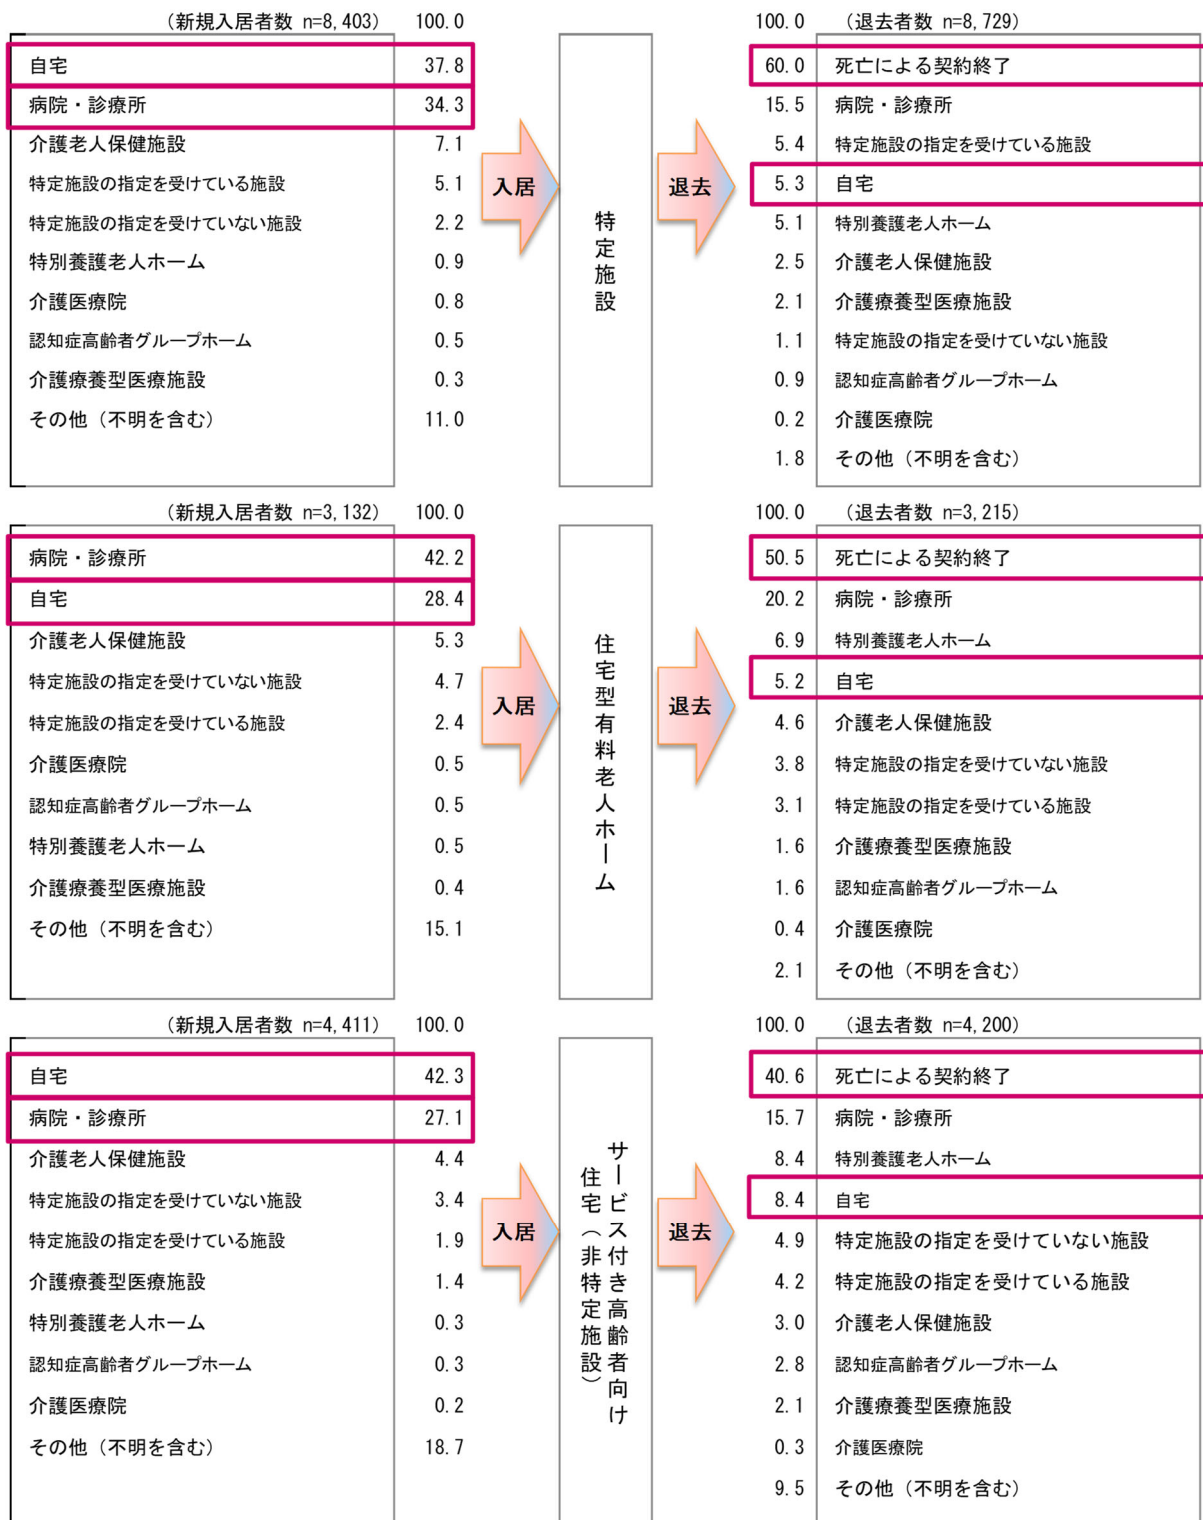 （新規入居者数 n=8,403） 100.0
自宅 37.8
病院・診療所 34.3
介護老人保健施設 7.1
特定施設の指定を受けている施設 5.1
特定施設の指定を受けていない施設 2.2
特別養護老人ホーム 0.9
介護医療院 0.8
認知症高齢者グループホーム 0.5
介護療養型医療施設 0.3
その他（不明を含む） 11.0
入居
特定施設
退去
100.0 （退去者数 n=8,729）
60.0 死亡による契約終了
15.5 病院・診療所
5.4 特定施設の指定を受けている施設
5.3 自宅
5.1 特別養護老人ホーム
2.5 介護老人保健施設
2.1 介護療養型医療施設
1.1 特定施設の指定を受けていない施設
0.9 認知症高齢者グループホーム
0.2 介護医療院
1.8 その他（不明を含む）
（新規入居者数 n=3,132） 100.0
病院・診療所 42.2
自宅 28.4
介護老人保健施設 5.3
特定施設の指定を受けていない施設 4.7
特定施設の指定を受けている施設 2.4
介護医療院 0.5
認知症高齢者グループホーム 0.5
特別養護老人ホーム 0.5
介護療養型医療施設 0.4
その他（不明を含む） 15.1
入居
住宅型有料老人ホーム
退去
100.0 （退去者数 n=3,215）
50.5 死亡による契約終了
20.2 病院・診療所
6.9 特別養護老人ホーム
5.2 自宅
4.6 介護老人保健施設
3.8 特定施設の指定を受けていない施設
3.1 特定施設の指定を受けている施設
1.6 介護療養型医療施設
1.6 認知症高齢者グループホーム
0.4 介護医療院
2.1 その他（不明を含む）
（新規入居者数 n=4,411） 100.0
自宅 42.3
病院・診療所 27.1
介護老人保健施設 4.4
特定施設の指定を受けていない施設 3.4
特定施設の指定を受けている施設 1.9
介護療養型医療施設 1.4
特別養護老人ホーム 0.3
認知症高齢者グループホーム 0.3
介護医療院 0.2
その他（不明を含む） 18.7
入居
サービス付き高齢者向け
住宅（非特定施設）
退去
100.0 （退去者数 n=4,200）
40.6 死亡による契約終了
15.7 病院・診療所
8.4 特別養護老人ホーム
8.4 自宅
4.9 特定施設の指定を受けていない施設
4.2 特定施設の指定を受けている施設
3.0 介護老人保健施設
2.8 認知症高齢者グループホーム
2.1 介護療養型医療施設
0.3 介護医療院
9.5 その他（不明を含む）